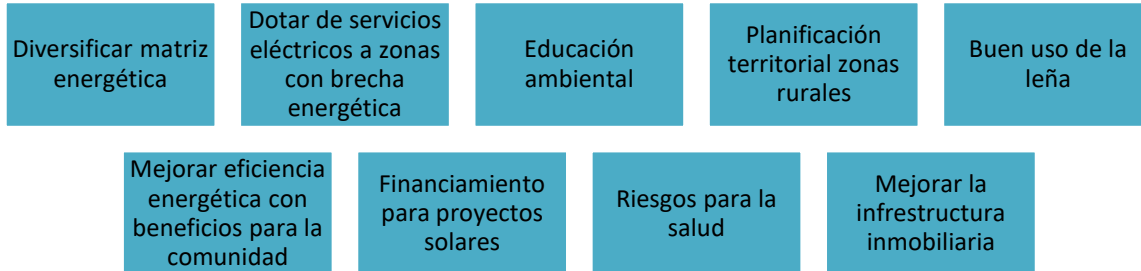 Diversificar matriz
energética
Dotar de servicios
eléctricos a zonas
con brecha
energética
Educación
ambiental
Planificación
territorial zonas
rurales
Buen uso de la
leña
Mejorar eficiencia
energética con
beneficios para la
comunidad
Financiamiento
para proyectos
solares
Riesgos para la
salud
Mejorar la
infrestructura
inmobiliaria